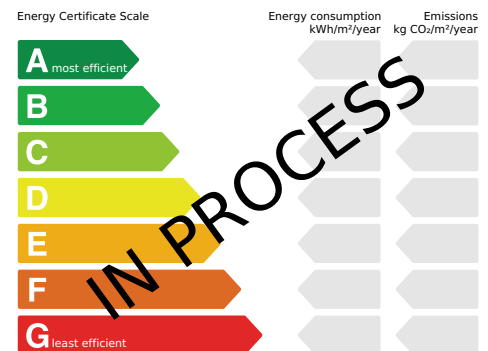 Energy Certificate Scale
Energy consumption
kWh/m²/year
Emissions
kg CO₂/m²/year
A most efficient
B
C
D
E
F
G least efficient
IN PROCESS